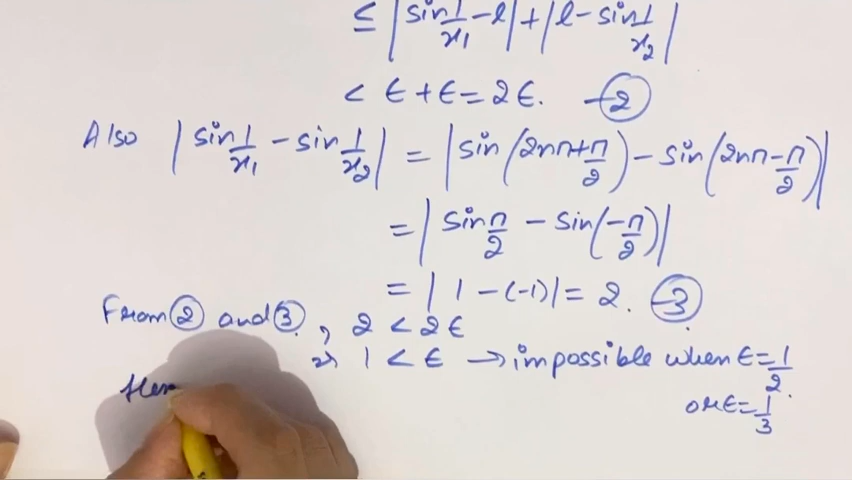 ≤ |sin 1/x₁ - l| + |l - sin 1/x₂|
< ϵ + ϵ = 2ϵ. -②
Also |sin 1/x₁ - sin 1/x₂| = |sin(2nπ+π/2) - sin(2nπ-π/2)|
= |sin π/2 - sin(-π/2)|
= |1-(-1)| = 2. -③
From ② and ③, 2 < 2ϵ
⇒ 1 < ϵ → impossible when ϵ=1/2.
or ϵ=1/3
Hen